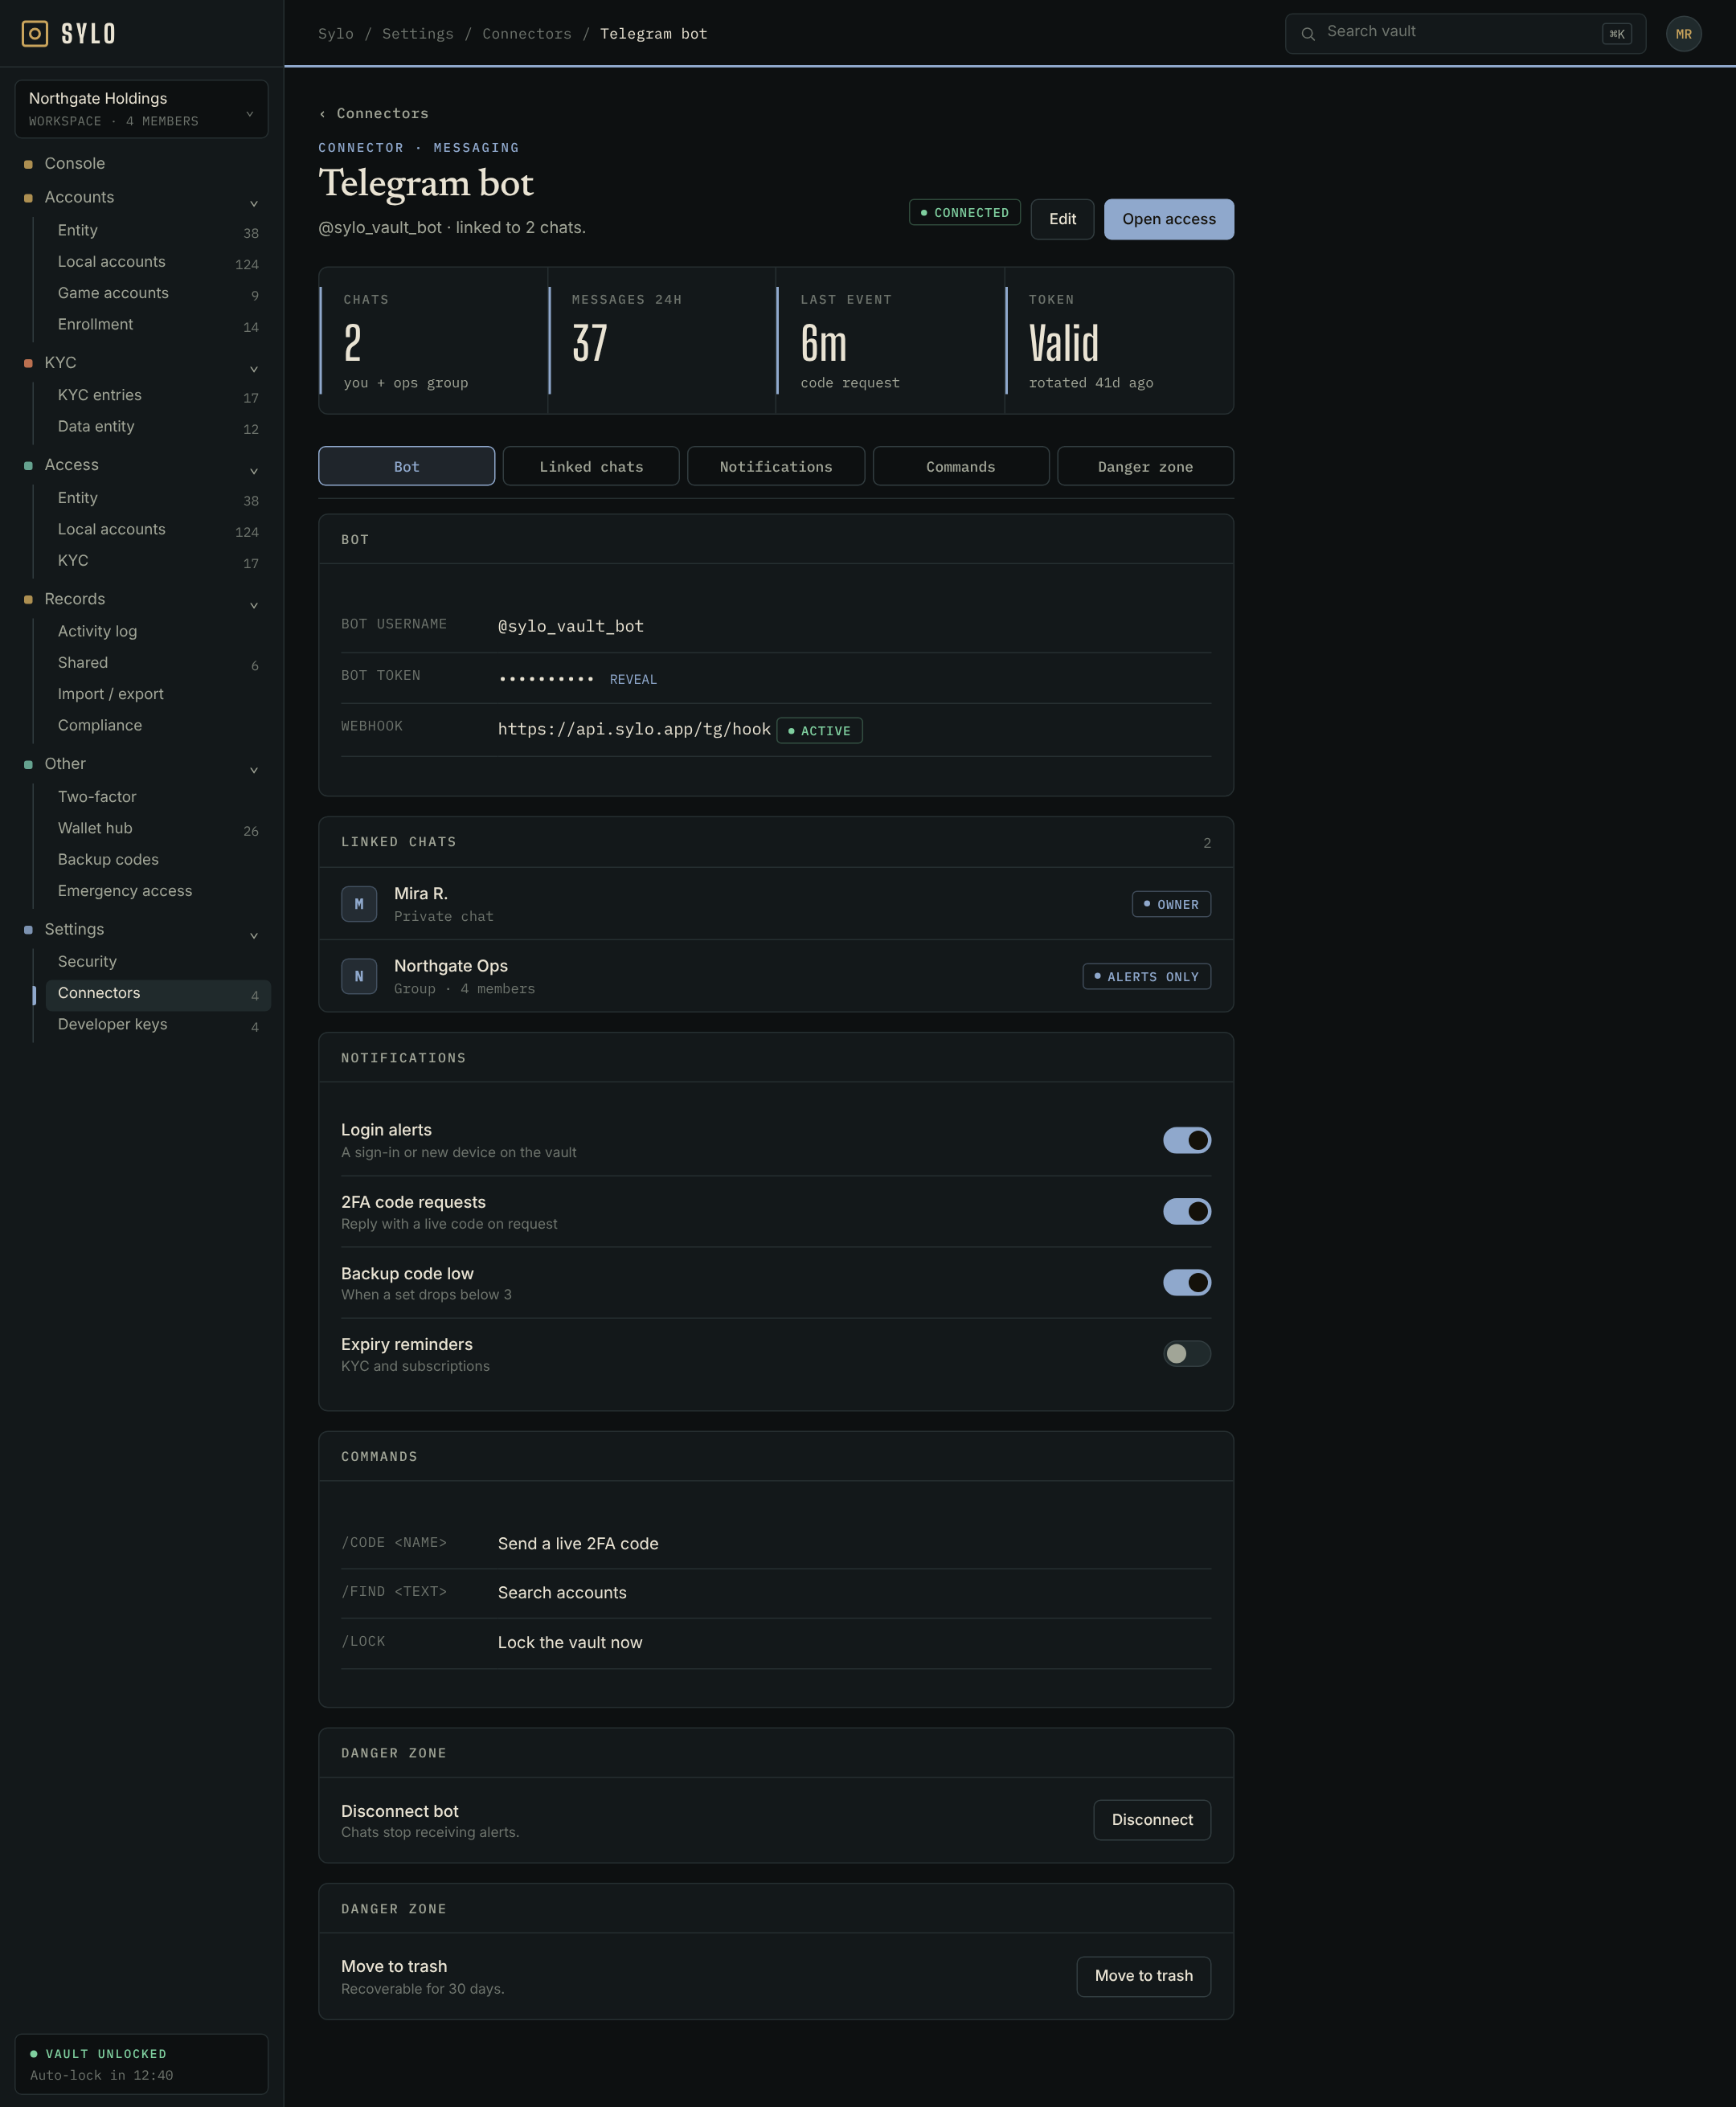 SYLO
Sylo / Settings / Connectors / Telegram bot
Search vault
⌘K
MR
Northgate Holdings
WORKSPACE · 4 MEMBERS
Console
Accounts
Entity 38
Local accounts 124
Game accounts 9
Enrollment 14
KYC
KYC entries 17
Data entity 12
Access
Entity 38
Local accounts 124
KYC 17
Records
Activity log
Shared 6
Import / export
Compliance
Other
Two-factor
Wallet hub 26
Backup codes
Emergency access
Settings
Security
Connectors 4
Developer keys 4
VAULT UNLOCKED
Auto-lock in 12:40
‹ Connectors
CONNECTOR · MESSAGING
Telegram bot
@sylo_vault_bot · linked to 2 chats.
CONNECTED
Edit
Open access
CHATS
2
you + ops group
MESSAGES 24H
37
LAST EVENT
6m
code request
TOKEN
Valid
rotated 41d ago
Bot
Linked chats
Notifications
Commands
Danger zone
BOT
BOT USERNAME @sylo_vault_bot
BOT TOKEN •••••••••• REVEAL
WEBHOOK https://api.sylo.app/tg/hook ACTIVE
LINKED CHATS 2
M
Mira R.
Private chat
OWNER
N
Northgate Ops
Group · 4 members
ALERTS ONLY
NOTIFICATIONS
Login alerts
A sign-in or new device on the vault
2FA code requests
Reply with a live code on request
Backup code low
When a set drops below 3
Expiry reminders
KYC and subscriptions
COMMANDS
/CODE <NAME> Send a live 2FA code
/FIND <TEXT> Search accounts
/LOCK Lock the vault now
DANGER ZONE
Disconnect bot
Chats stop receiving alerts.
Disconnect
DANGER ZONE
Move to trash
Recoverable for 30 days.
Move to trash